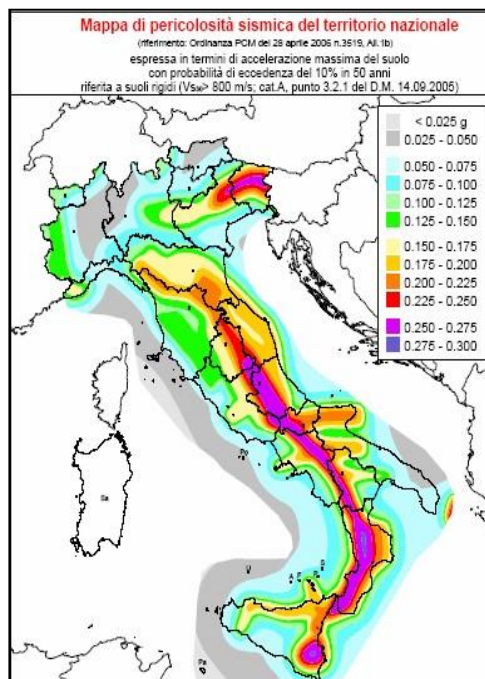 Mappa di pericolosità sismica del territorio nazionale
(riferimento: Ordinanza PCM del 28 aprile 2006 n.3519, All.1b)
espressa in termini di accelerazione massima del suolo
con probabilità di eccedenza del 10% in 50 anni
riferita a suoli rigidi (Vs₃₀> 800 m/s; cat.A, punto 3.2.1 del D.M. 14.09.2005)
< 0.025 g
0.025 - 0.050
0.050 - 0.075
0.075 - 0.100
0.100 - 0.125
0.125 - 0.150
0.150 - 0.175
0.175 - 0.200
0.200 - 0.225
0.225 - 0.250
0.250 - 0.275
0.275 - 0.300
Po
Sa
U
A
F
S
Pa